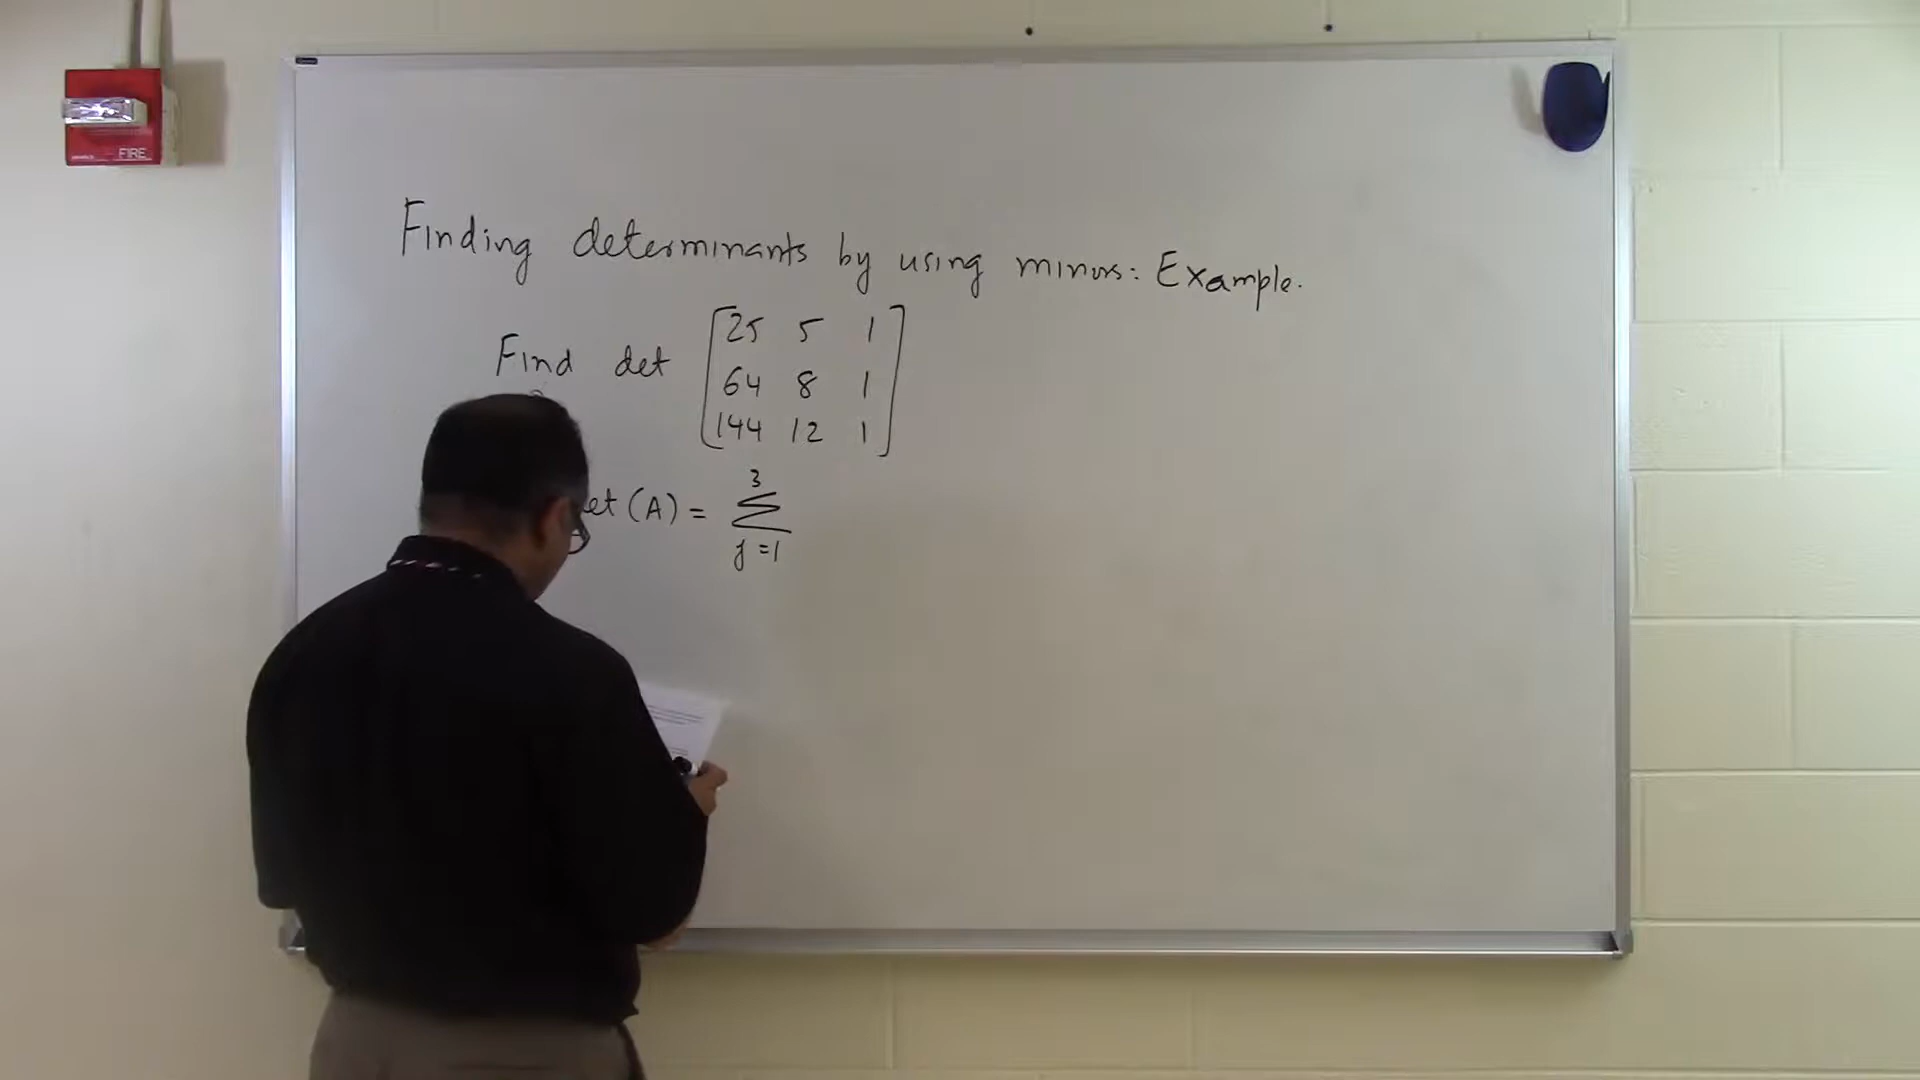 FIRE
Finding determinants by using minors: Example.
Find det [25 5 1
64 8 1
144 12 1]
et (A) = 3
Σ
j = 1